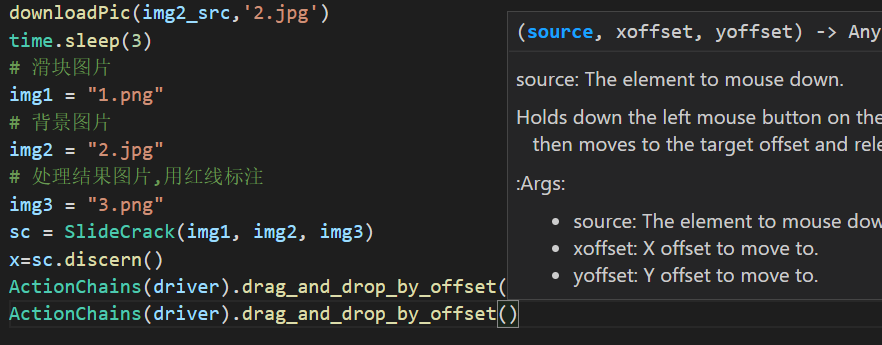 downloadPic(img2_src,'2.jpg')
time.sleep(3)
# 滑块图片
img1 = "1.png"
# 背景图片
img2 = "2.jpg"
# 处理结果图片,用红线标注
img3 = "3.png"
sc = SlideCrack(img1, img2, img3)
x=sc.discern()
ActionChains(driver).drag_and_drop_by_offset(
ActionChains(driver).drag_and_drop_by_offset()
(source, xoffset, yoffset) -> Any
source: The element to mouse down.
Holds down the left mouse button on the
then moves to the target offset and rele
:Args:
• source: The element to mouse dow
• xoffset: X offset to move to.
• yoffset: Y offset to move to.